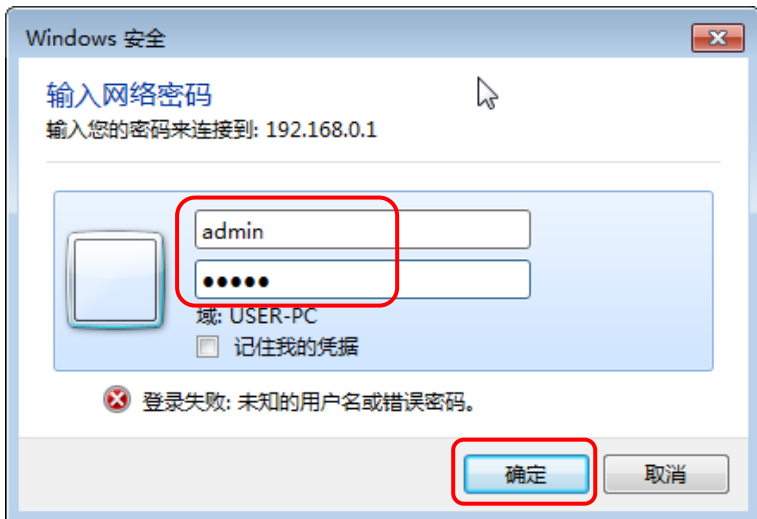 Windows 安全
输入网络密码
输入您的密码来连接到: 192.168.0.1
admin
●●●●●
域: USER-PC
记住我的凭据
登录失败: 未知的用户名或错误密码。
确定
取消